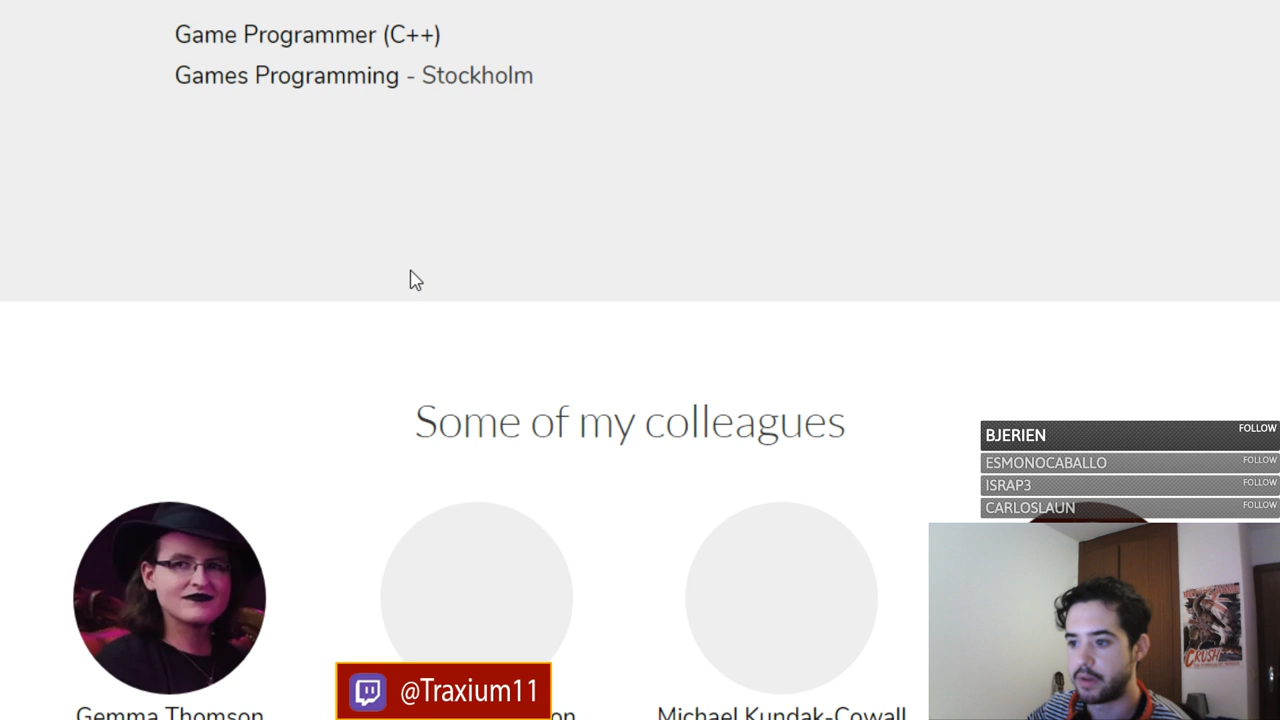 Game Programmer (C++)
Games Programming - Stockholm
Some of my colleagues
BJERIEN FOLLOW
ESMONOCABALLO FOLLOW
ISRAP3 FOLLOW
CARLOSLAUN FOLLOW
CRUSH
@Traxium11
Gemma Thomson
Michael Kundak-Cowall